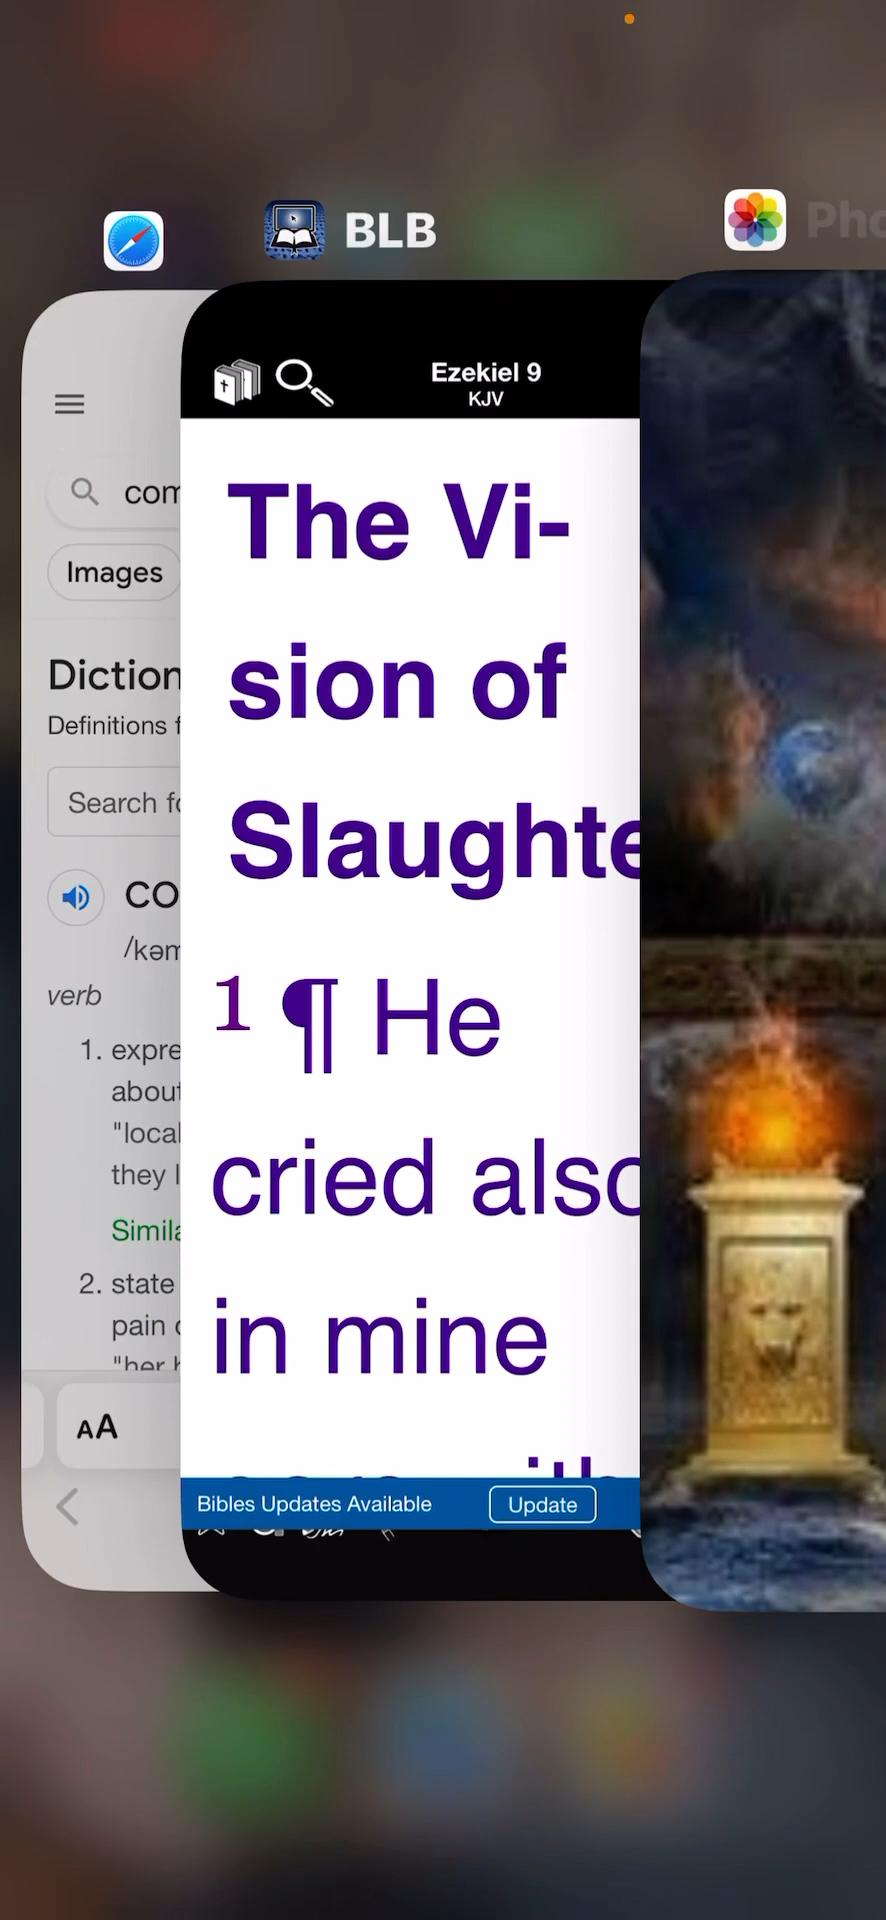 BLB
Pho
com
Images
Diction
Definitions f
Search fo
CO
/kəm
verb
1. expre
about
"local
they l
Simila
2. state
pain
"her h
AA
Ezekiel 9
KJV
The Vi-
sion of
Slaughte
1 ¶ He
cried also
in mine
Bibles Updates Available
Update